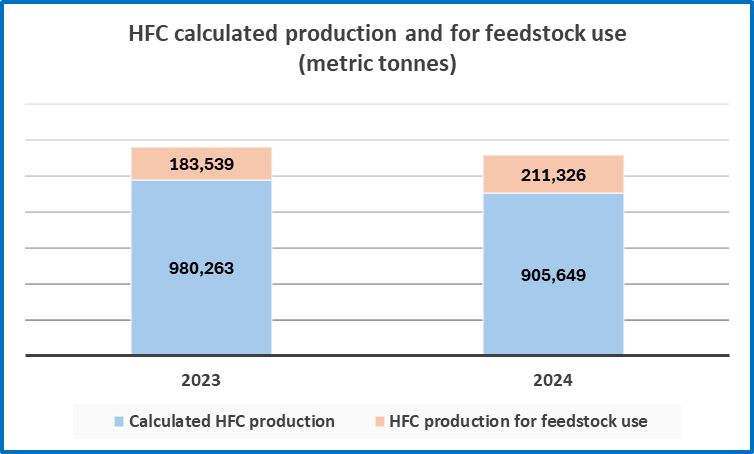 HFC calculated production and for feedstock use
(metric tonnes)
183,539
211,326
980,263
905,649
2023
2024
Calculated HFC production
HFC production for feedstock use